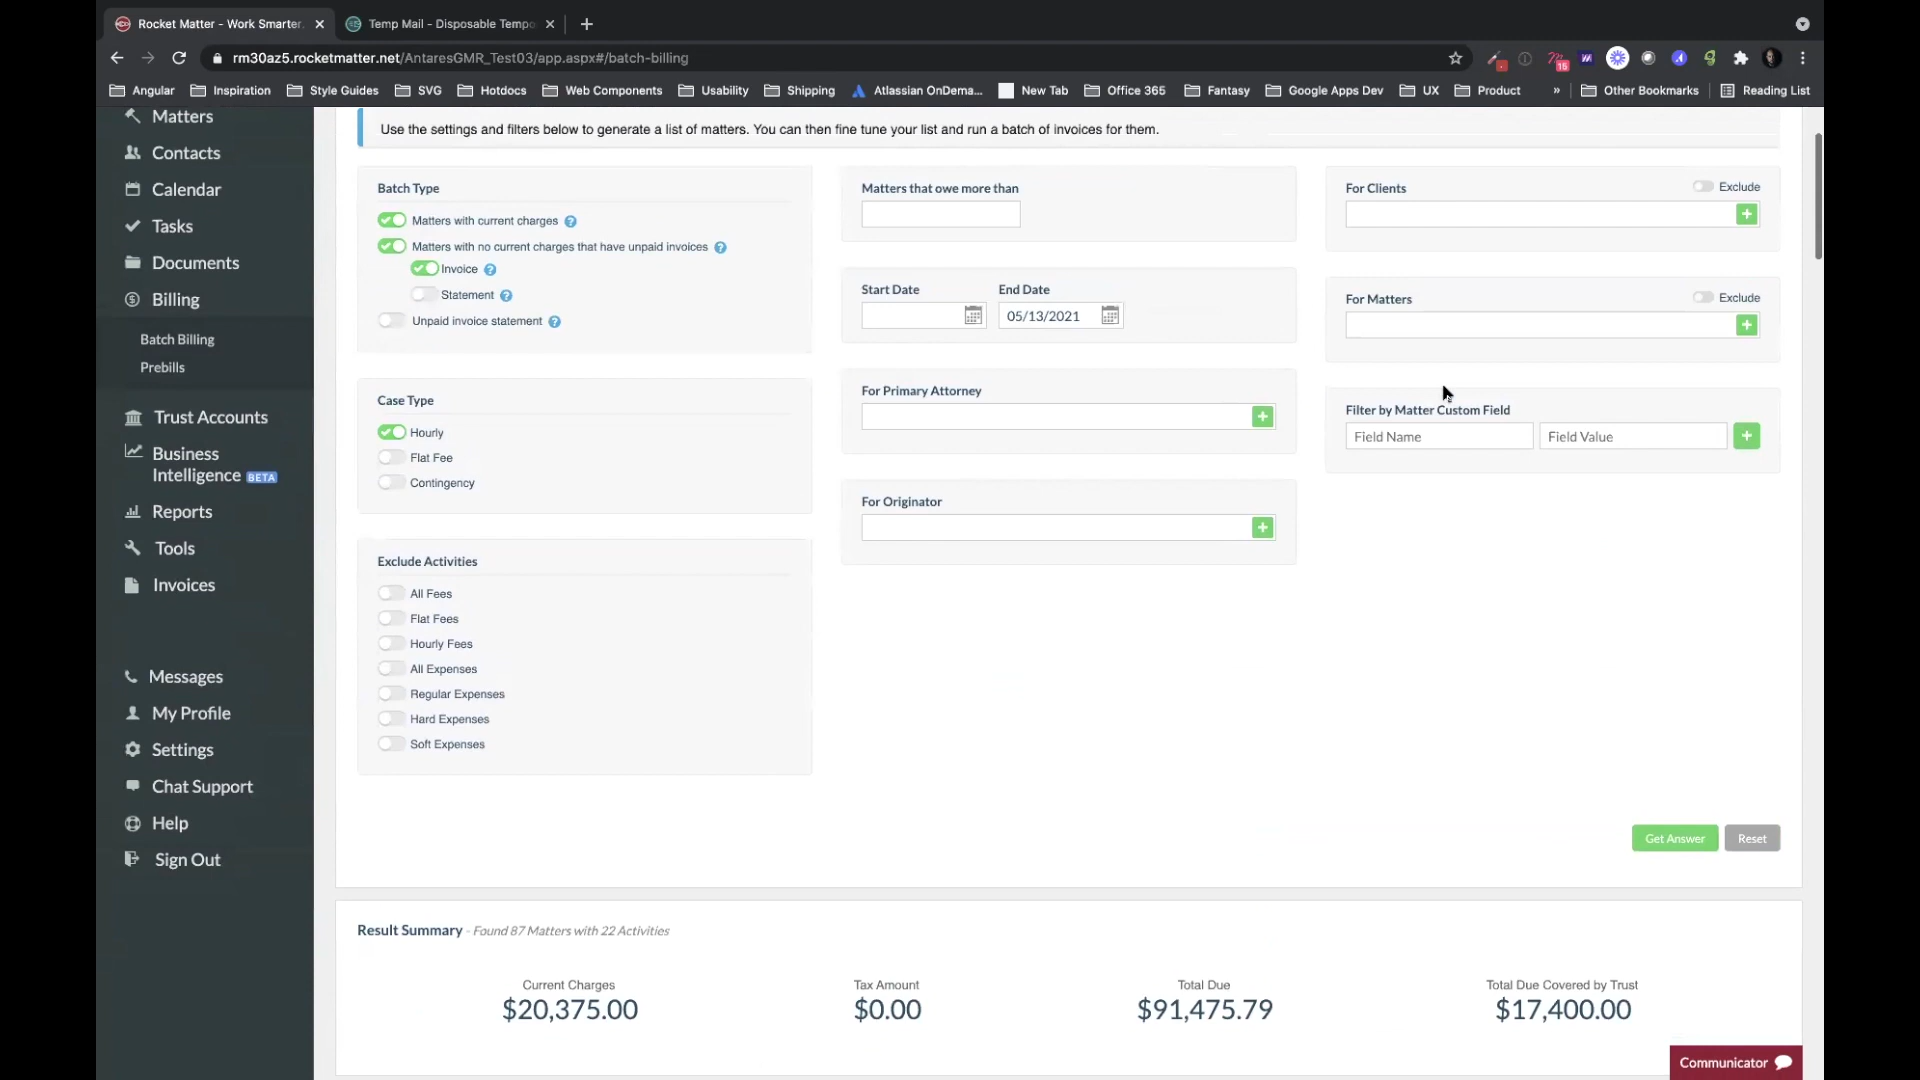 Rocket Matter - Work Smarter
Temp Mail - Disposable Tempo
rm30az5.rocketmatter.net/AntaresGMR_Test03/app.aspx#/batch-billing
15
Angular
Inspiration
Style Guides
SVG
Hotdocs
Web Components
Usability
Shipping
Atlassian OnDema...
New Tab
Office 365
Fantasy
Google Apps Dev
UX
Product
»
Other Bookmarks
Reading List
Matters
Contacts
Calendar
Tasks
Documents
Billing
Batch Billing
Prebills
Trust Accounts
Business
Intelligence BETA
Reports
Tools
Invoices
Messages
My Profile
Settings
Chat Support
Help
Sign Out
Use the settings and filters below to generate a list of matters. You can then fine tune your list and run a batch of invoices for them.
Batch Type
Matters with current charges ?
Matters with no current charges that have unpaid invoices ?
Invoice ?
Statement ?
Unpaid invoice statement ?
Case Type
Hourly
Flat Fee
Contingency
Exclude Activities
All Fees
Flat Fees
Hourly Fees
All Expenses
Regular Expenses
Hard Expenses
Soft Expenses
Matters that owe more than
Start Date
End Date
05/13/2021
For Primary Attorney
+
For Originator
+
For Clients
Exclude
+
For Matters
Exclude
+
Filter by Matter Custom Field
Field Name
Field Value
+
Get Answer
Reset
Result Summary - Found 87 Matters with 22 Activities
Current Charges
$20,375.00
Tax Amount
$0.00
Total Due
$91,475.79
Total Due Covered by Trust
$17,400.00
Communicator